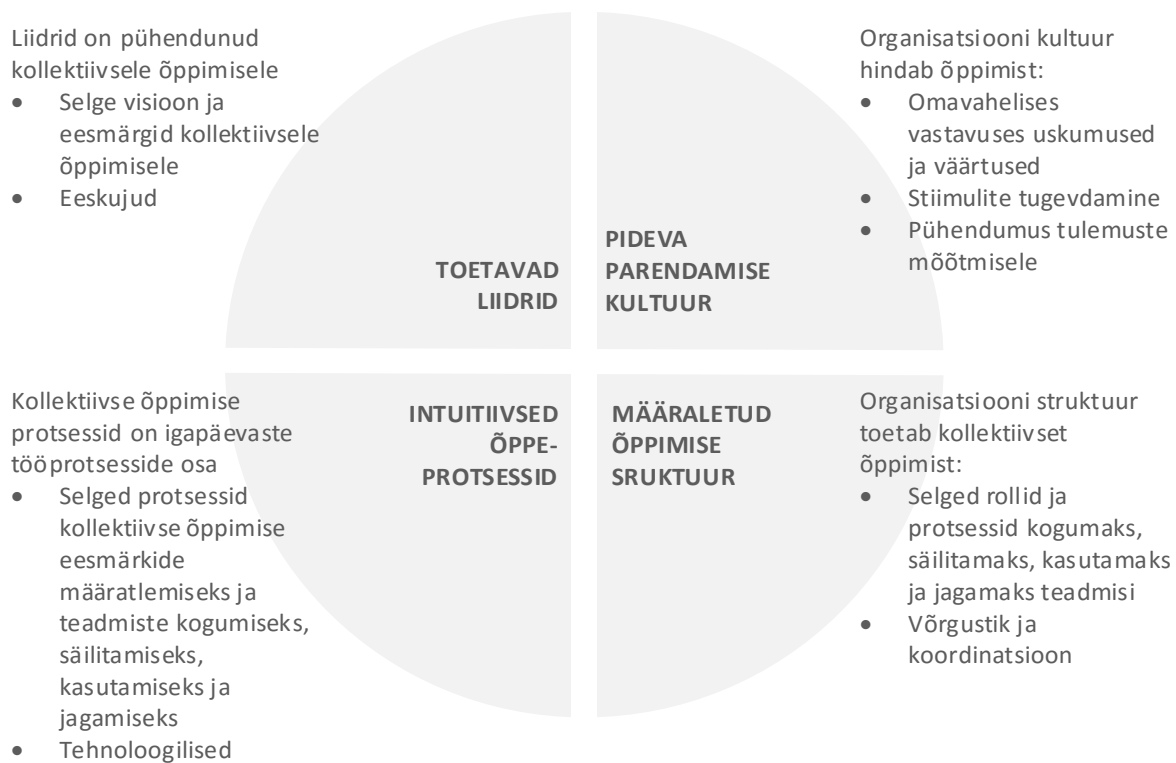 Liidrid on pühendunud
kollektiivsele õppimisele
• Selge visioon ja
eesmärgid kollektiivsele
õppimisele
• Eeskujud
TOETAVAD
LIIDRID
PIDEVA
PARENDAMISE
KULTUUR
Organisatsiooni kultuur
hindab õppimist:
• Omavahelises
vastavuses uskumused
ja väärtused
• Stiimulite tugevdamine
• Pühendumus tulemuste
mõõtmisele
Kollektiivse õppimise
protsessid on igapäevaste
tööprotsesside osa
• Selged protsessid
kollektiivse õppimise
eesmärkide
määratlemiseks ja
teadmiste kogumiseks,
säilitamiseks,
kasutamiseks ja
jagamiseks
• Tehnoloogilised
INTUITIIVSED
ÕPPE-
PROTSESSID
MÄÄRALETUD
ÕPPIMISE
SRUKTUUR
Organisatsiooni struktuur
toetab kollektiivset
õppimist:
• Selged rollid ja
protsessid kogumaks,
säilitamaks, kasutamaks
ja jagamaks teadmisi
• Võrgustik ja
koordinatsioon